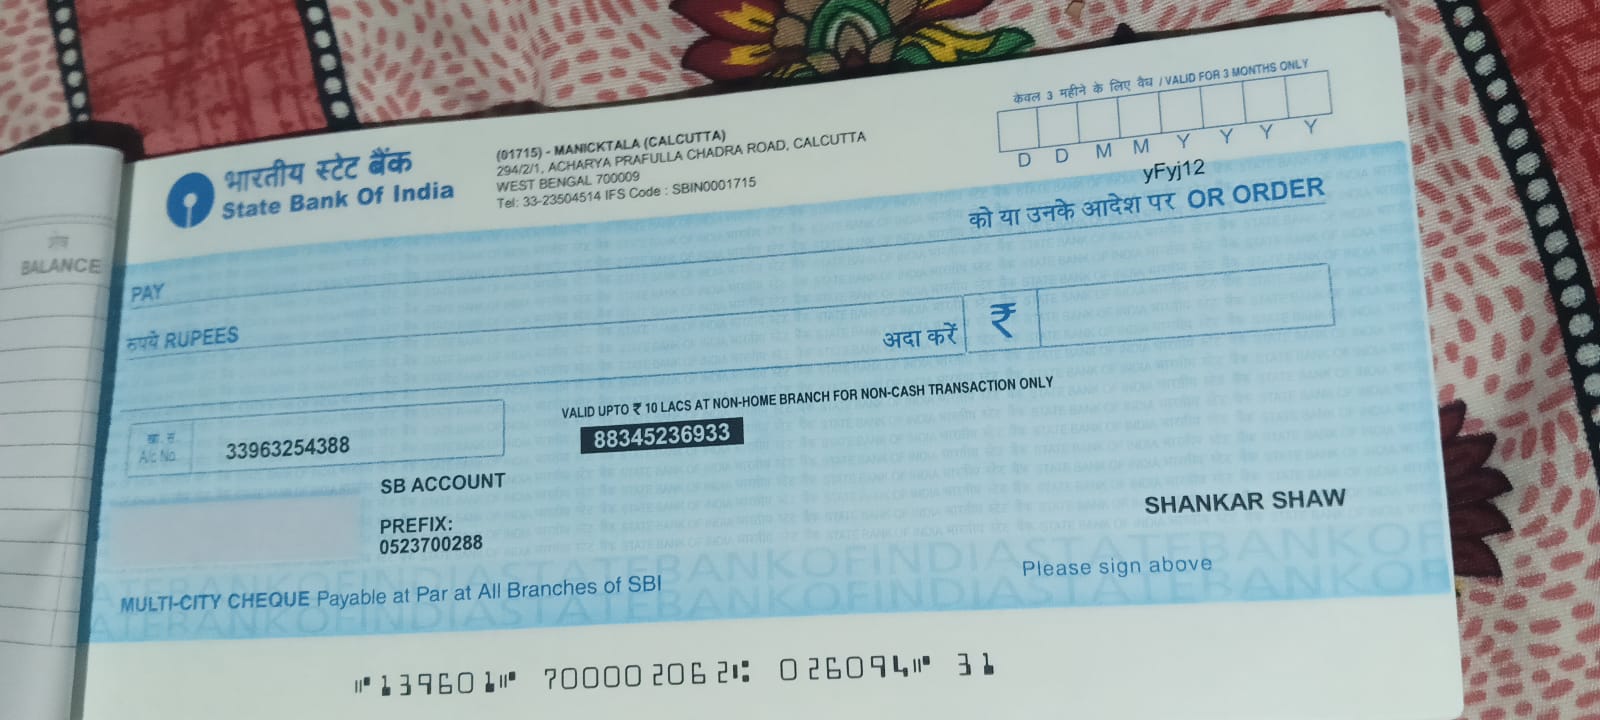 केवल 3 महीने के लिए वैध / VALID FOR 3 MONTHS ONLY
D D M M Y Y Y Y
भारतीय स्टेट बैंक
State Bank Of India
(01715) - MANICKTALA (CALCUTTA)
294/2/1, ACHARYA PRAFULLA CHADRA ROAD, CALCUTTA
WEST BENGAL 700009
Tel: 33-23504514 IFS Code : SBIN0001715
yFyj12
को या उनके आदेश पर OR ORDER
शेष
BALANCE
PAY
रुपये RUPEES
अदा करें ₹
VALID UPTO ₹ 10 LACS AT NON-HOME BRANCH FOR NON-CASH TRANSACTION ONLY
88345236933
खा. सं.
A/c No.
33963254388
SB ACCOUNT
PREFIX:
0523700288
SHANKAR SHAW
Please sign above
MULTI-CITY CHEQUE Payable at Par at All Branches of SBI
STATEBANKOFINDIASTATEBANKOF
⑈139601⑈ 700002062⑆ 026094⑈ 31